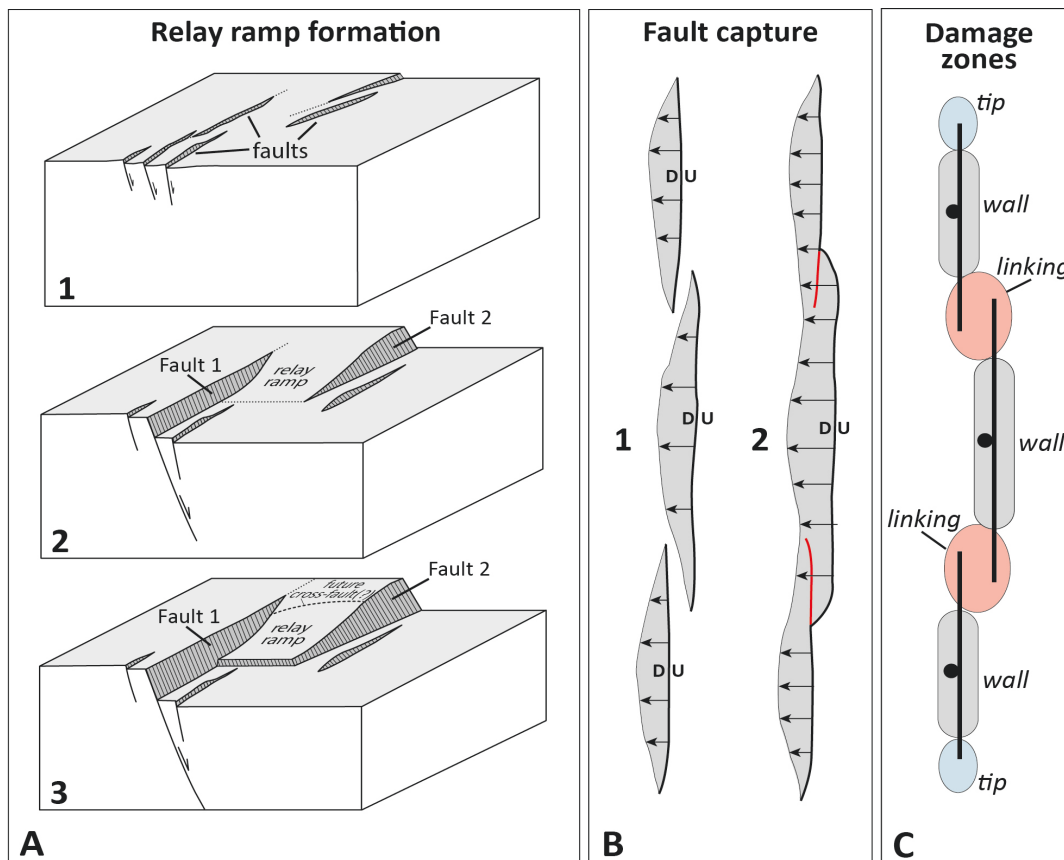 Relay ramp formation
faults
1
Fault 1
Fault 2
relay
ramp
2
Fault 1
Fault 2
future
cross-fault(?)
relay
ramp
3
A
Fault capture
D U
D U
D U
1
D U
2
B
Damage
zones
tip
wall
linking
wall
linking
wall
tip
C